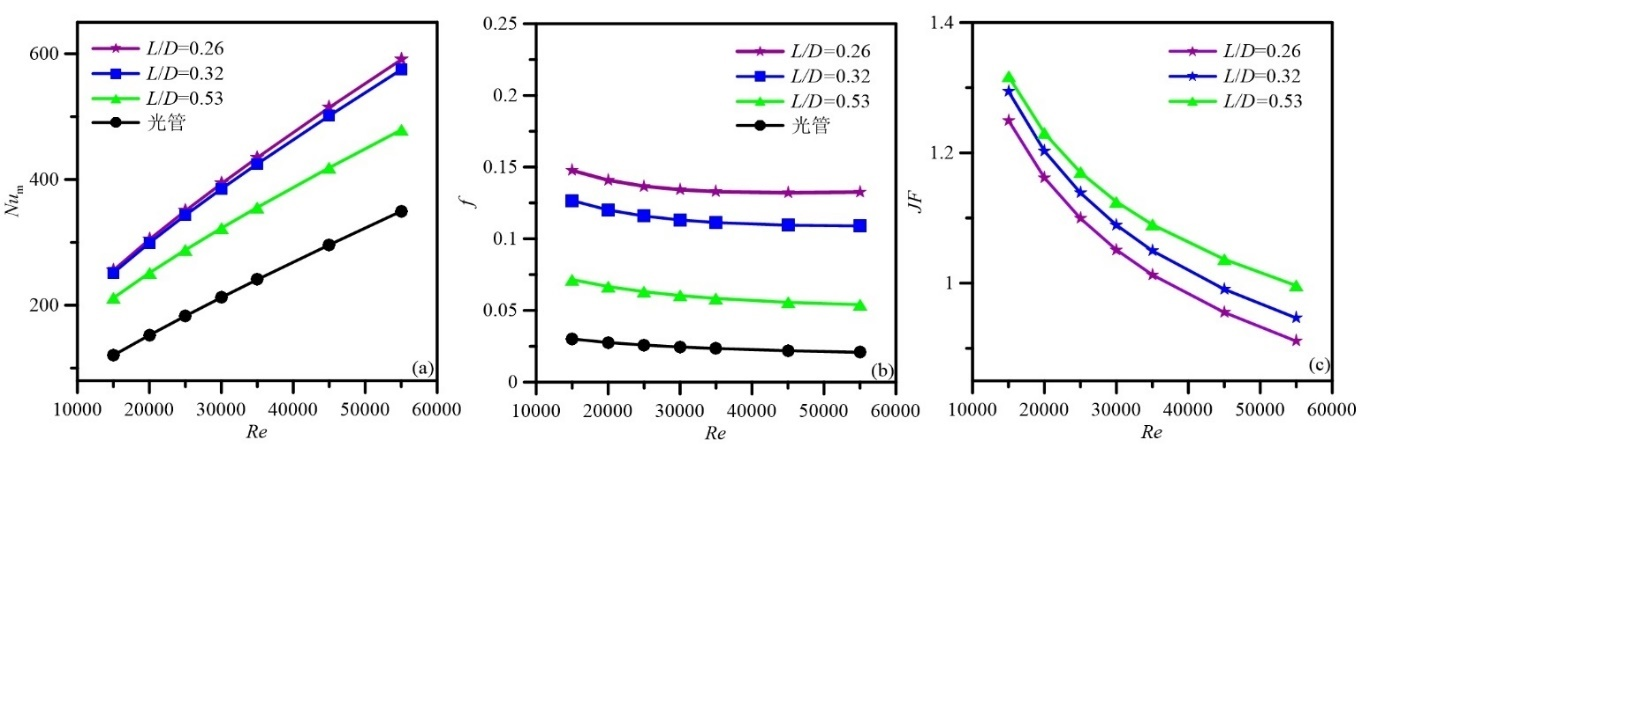 600
400
200
Nu_m
L/D=0.26
L/D=0.32
L/D=0.53
光管
(a)
10000 20000 30000 40000 50000 60000
Re
0.25
0.2
0.15
0.1
0.05
0
f
L/D=0.26
L/D=0.32
L/D=0.53
光管
(b)
10000 20000 30000 40000 50000 60000
Re
1.4
1.2
1
JF
L/D=0.26
L/D=0.32
L/D=0.53
(c)
10000 20000 30000 40000 50000 60000
Re